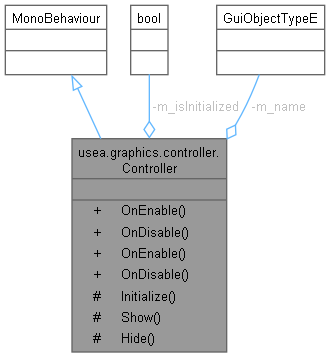 MonoBehaviour
bool
GuiObjectTypeE
-m_isInitialized
-m_name
usea.graphics.controller.
Controller
+ OnEnable()
+ OnDisable()
+ OnEnable()
+ OnDisable()
# Initialize()
# Show()
# Hide()